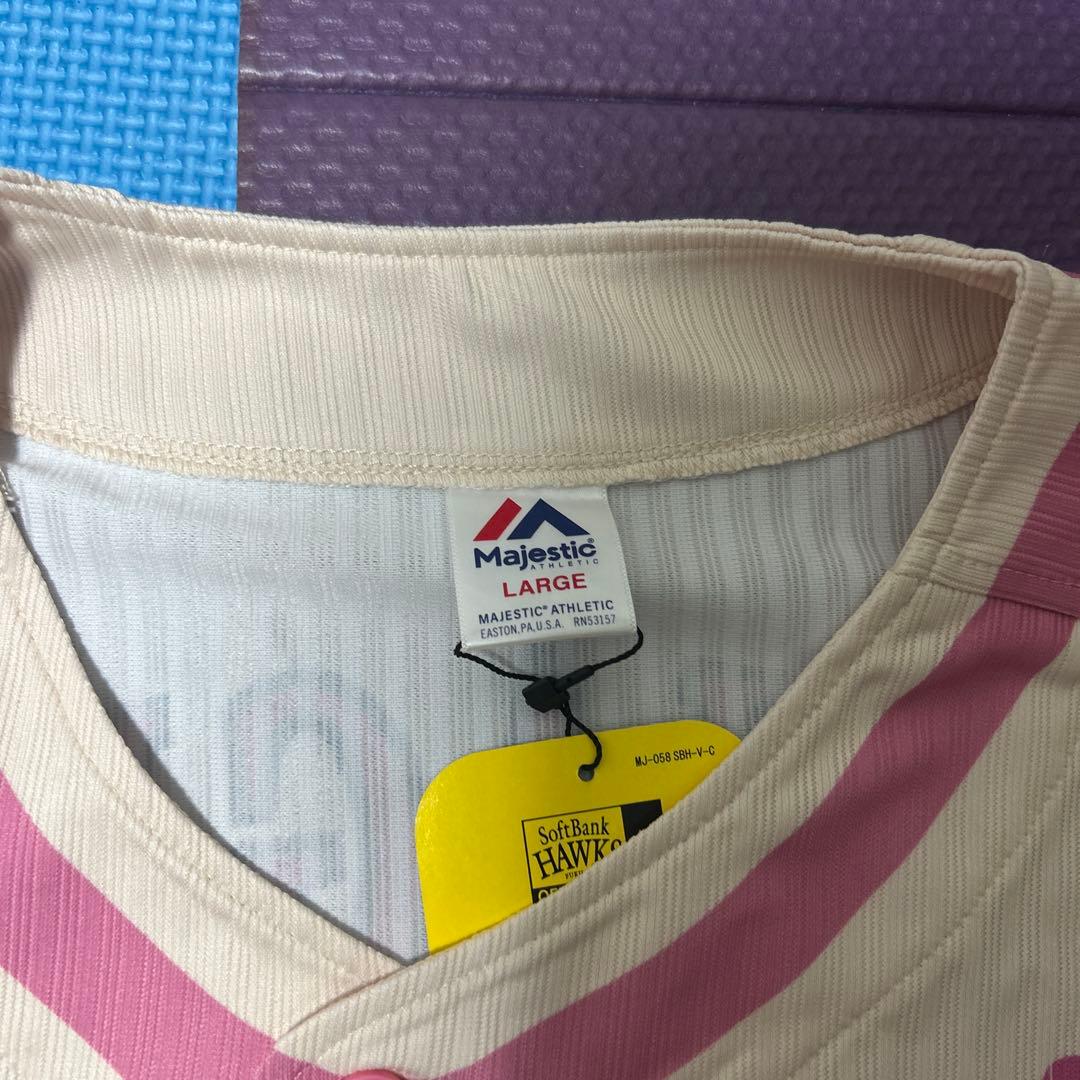 Majestic®
ATHLETIC
LARGE
MAJESTIC® ATHLETIC
EASTON, PA, U.S.A. RN53157
MJ-058 SBH-V-C
SoftBank
HAWKS